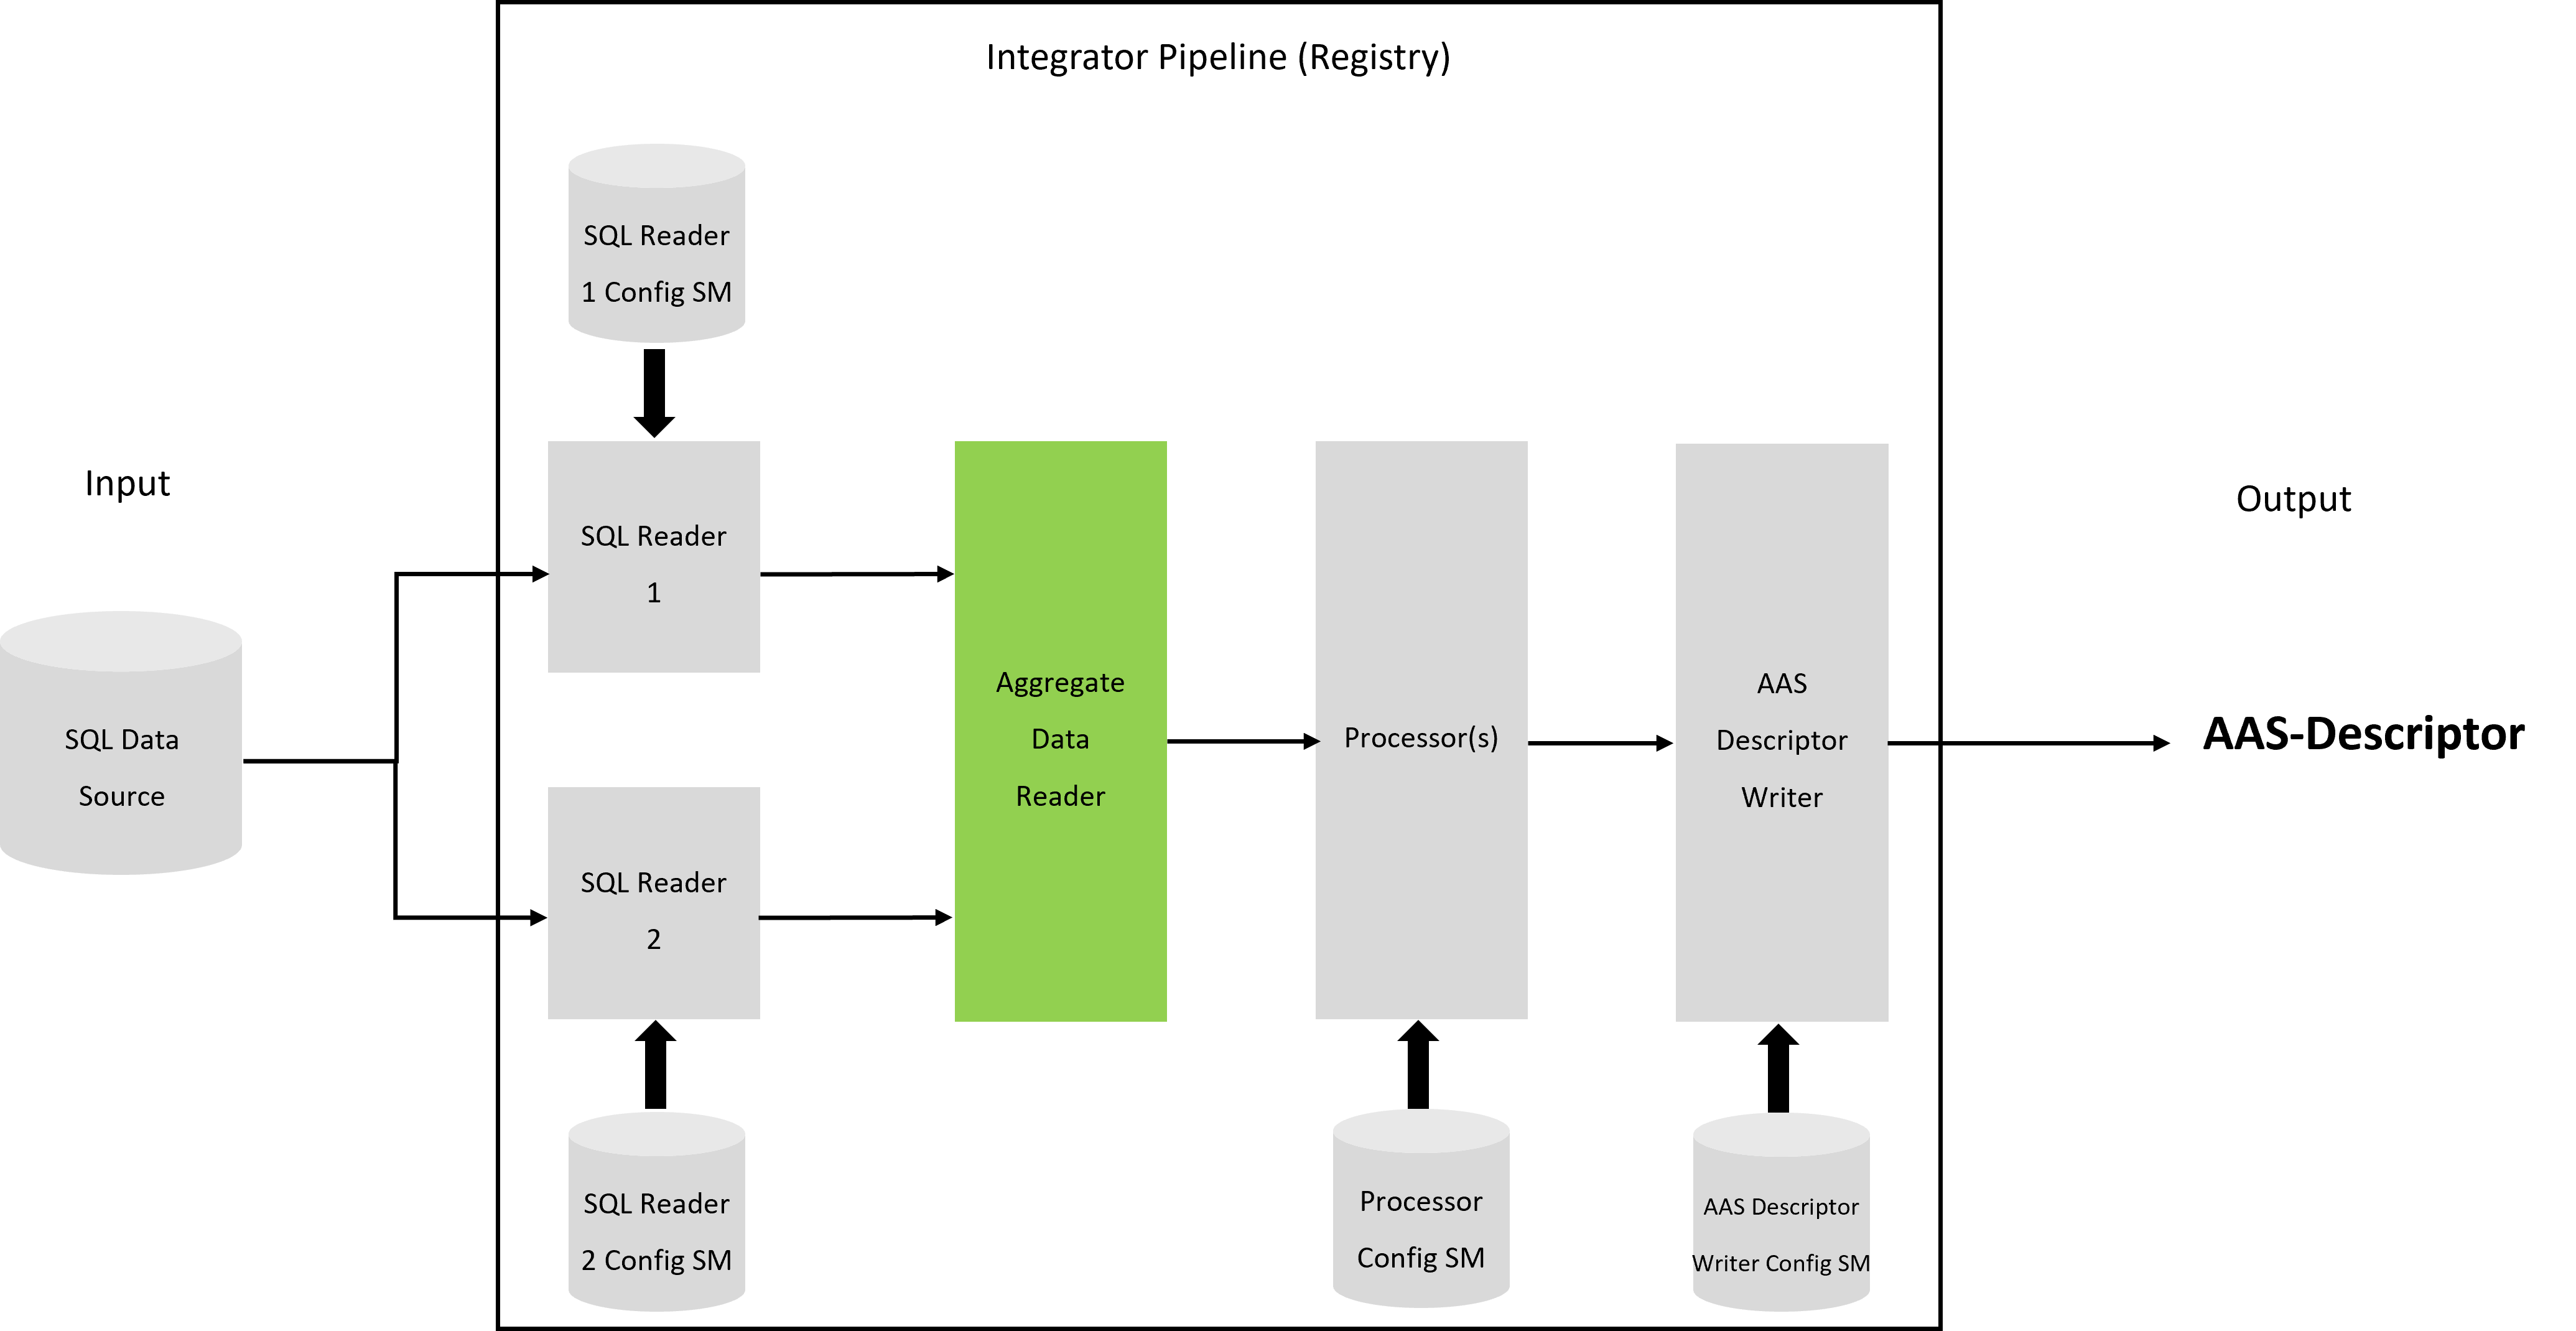 Integrator Pipeline (Registry)
SQL Reader
1 Config SM
Input
Output
SQL Data
Source
SQL Reader
1
SQL Reader
2
Aggregate
Data
Reader
Processor(s)
AAS
Descriptor
Writer
AAS-Descriptor
SQL Reader
2 Config SM
Processor
Config SM
AAS Descriptor
Writer Config SM